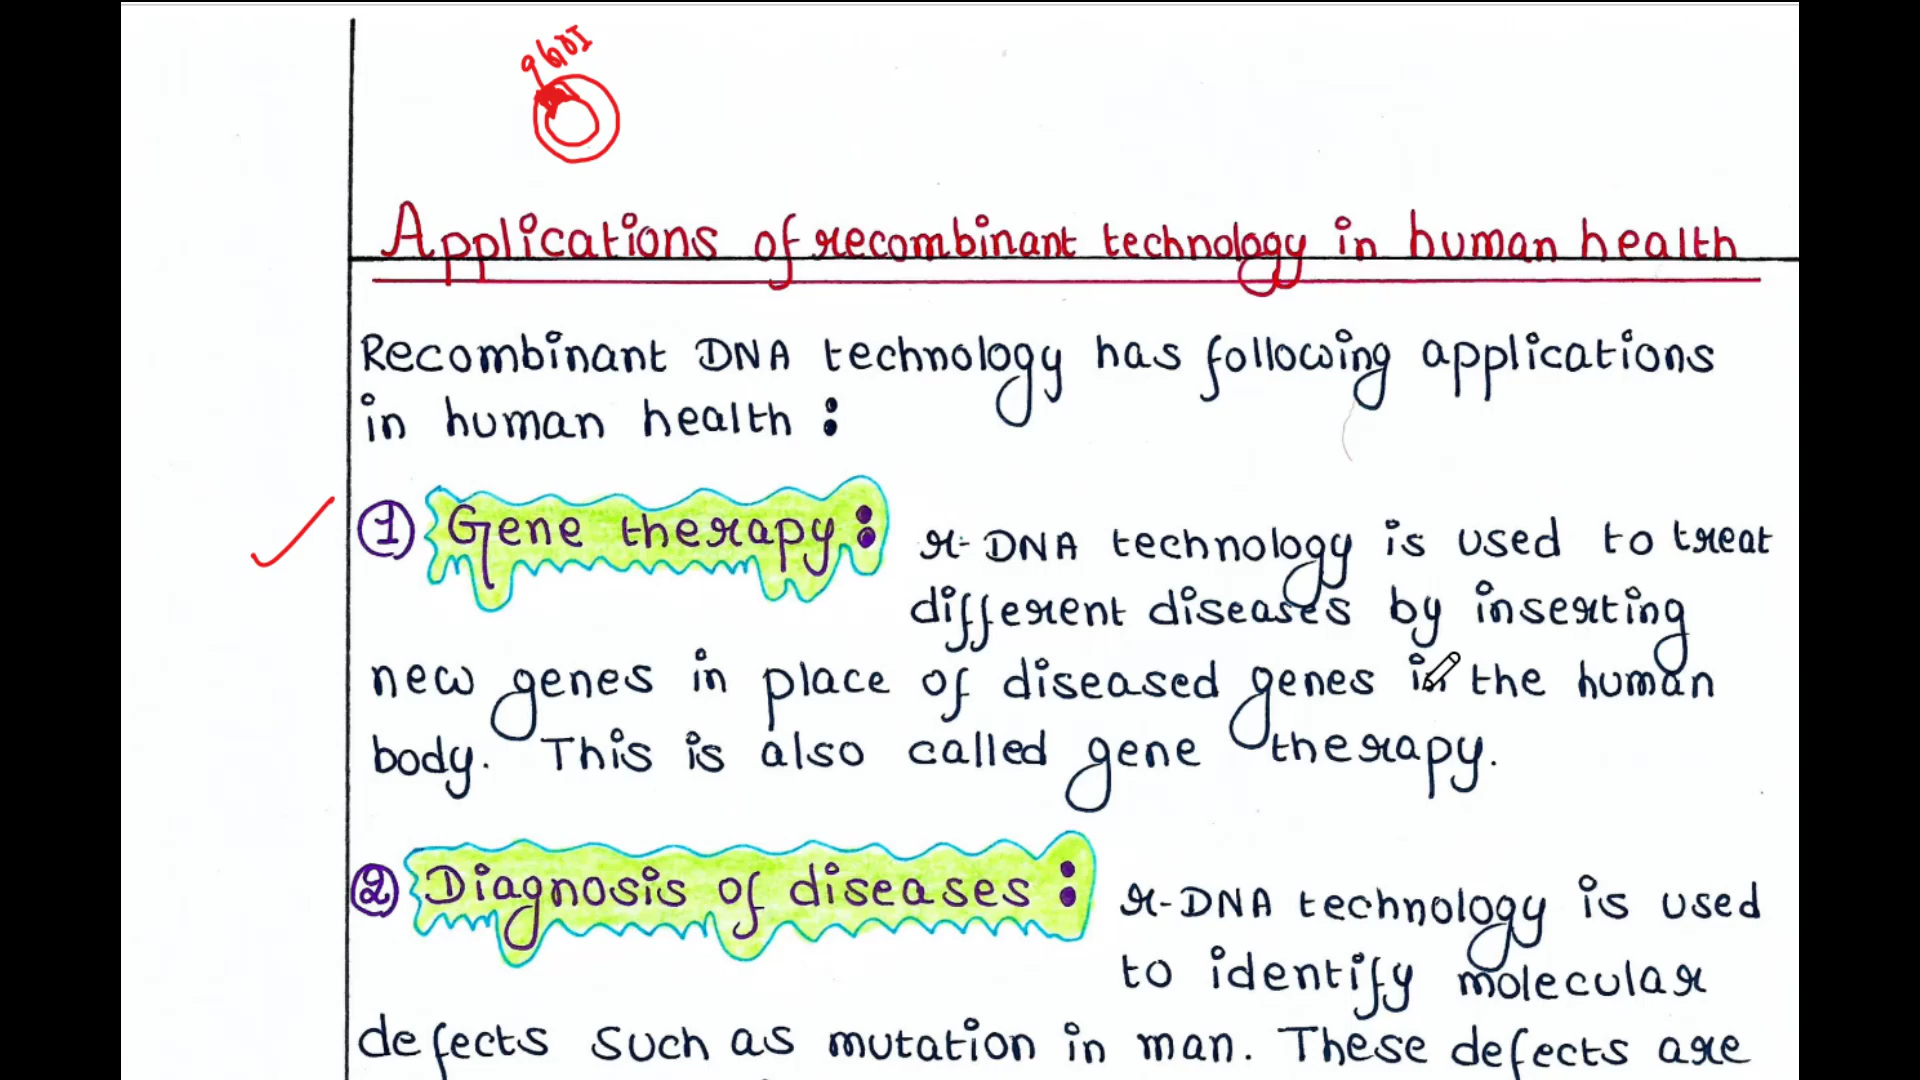 Applications of recombinant technology in human health
Recombinant DNA technology has following applications
in human health :
1 Gene therapy : r-DNA technology is used to treat
different diseases by inserting
new genes in place of diseased genes in the human
body. This is also called gene therapy.
2 Diagnosis of diseases : r-DNA technology is used
to identify molecular
defects such as mutation in man. These defects are